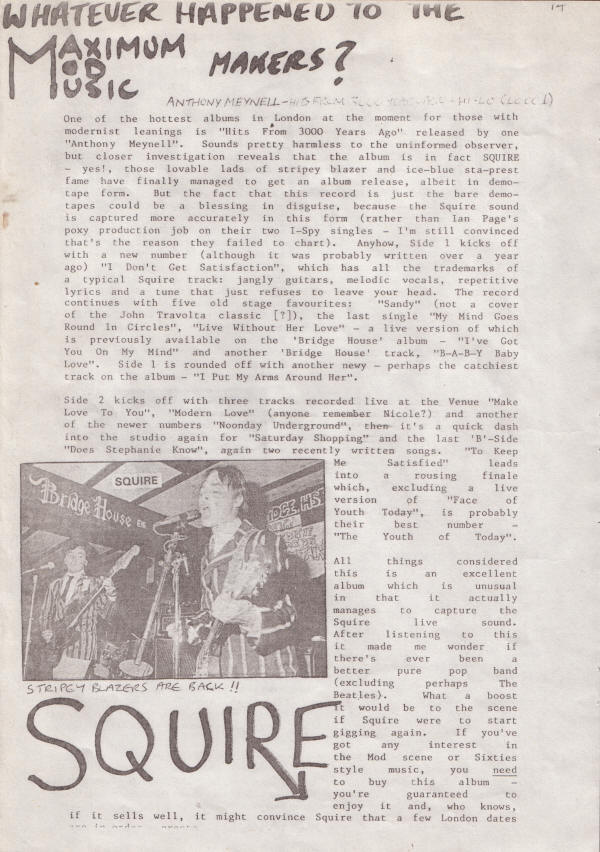 WHATEVER HAPPENED TO THE
MAXIMUM
MOD
MUSIC
MAKERS?
ANTHONY MEYNELL - HITS FROM 3000 YEARS AGO - HI-LO (LO 1)
One of the hottest albums in London at the moment for those with
modernist leanings is "Hits From 3000 Years Ago" released by one
"Anthony Meynell". Sounds pretty harmless to the uninformed observer,
but closer investigation reveals that the album is in fact SQUIRE
- yes!, those lovable lads of stripey blazer and ice-blue sta-prest
fame have finally managed to get an album release, albeit in demo-
tape form. But the fact that this record is just the bare demo-
tapes could be a blessing in disguise, because the Squire sound
is captured more accurately in this form (rather than Ian Page's
poxy production job on their two I-Spy singles - I'm still convinced
that's the reason they failed to chart). Anyhow, Side 1 kicks off
with a new number (although it was probably written over a year
ago) "I Don't Get Satisfaction", which has all the trademarks of
a typical Squire track: jangly guitars, melodic vocals, repetitive
lyrics and a tune that just refuses to leave your head. The record
continues with five old stage favourites: "Sandy" (not a cover
of the John Travolta classic [?]), the last single "My Mind Goes
Round In Circles", "Live Without Her Love" - a live version of which
is previously available on the 'Bridge House' album - "I've Got
You On My Mind" and another 'Bridge House' track, "B-A-B-Y Baby
Love". Side 1 is rounded off with another newy - perhaps the catchiest
track on the album - "I Put My Arms Around Her".
Side 2 kicks off with three tracks recorded live at the Venue "Make
Love To You", "Modern Love" (anyone remember Nicole?) and another
of the newer numbers "Noonday Underground", then it's a quick dash
into the studio again for "Saturday Shopping" and the last 'B'-Side
"Does Stephanie Know", again two recently written songs. "To Keep
Me Satisfied" leads
into a rousing finale
which, excluding a live
version of "Face of
Youth Today", is probably
their best number -
"The Youth of Today".
SQUIRE
Bridge House E16
STRIPEY BLAZERS ARE BACK !!
SQUIRE
All things considered
this is an excellent
album which is unusual
in that it actually
manages to capture the
Squire live sound.
After listening to this
it made me wonder if
there's ever been a
better pure pop band
(excluding perhaps The
Beatles). What a boost
it would be to the scene
if Squire were to start
gigging again. If you've
got any interest in
the Mod scene or Sixties
style music, you need
to buy this album -
you're guaranteed to
enjoy it and, who knows,
if it sells well, it might convince Squire that a few London dates